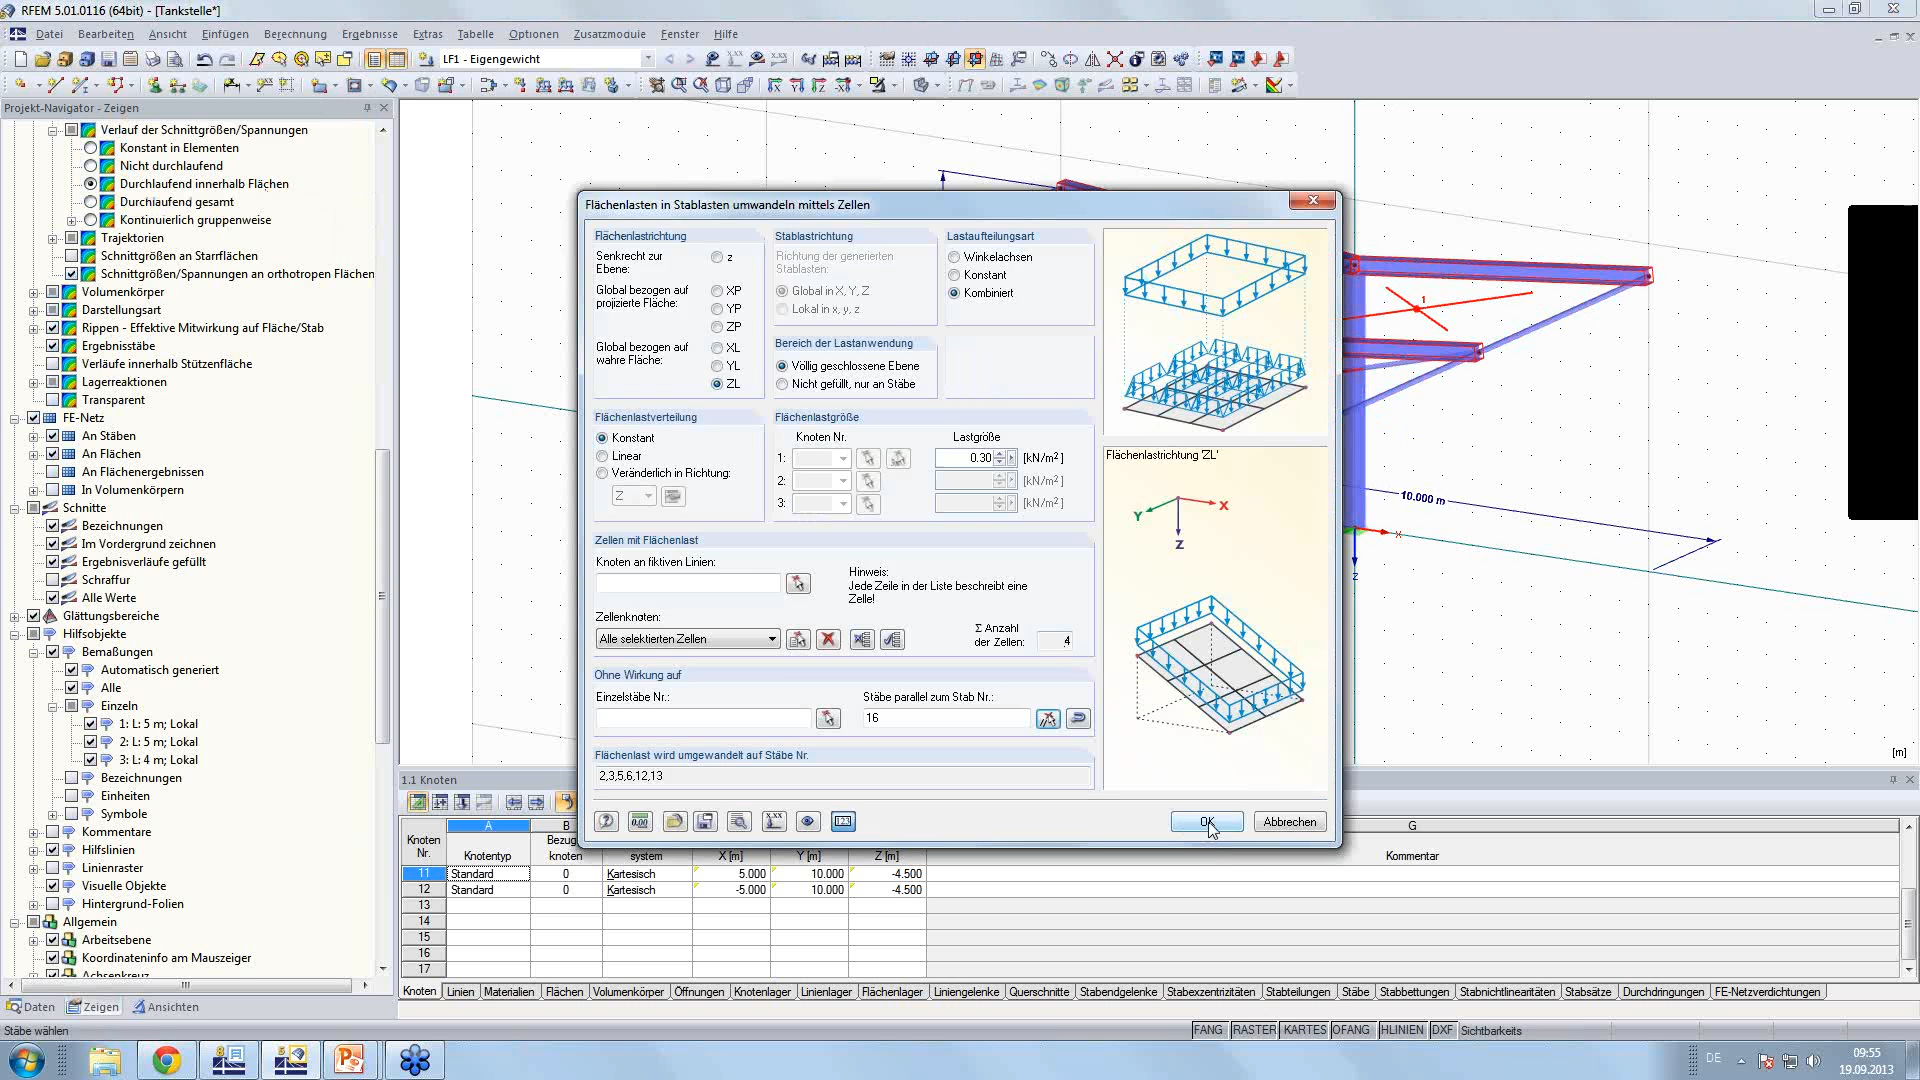 RFEM 5.01.0116 (64bit) - [Tankstelle*]
Datei Bearbeiten Ansicht Einfügen Berechnung Ergebnisse Extras Tabelle Optionen Zusatzmodule Fenster Hilfe
LF1 - Eigengewicht
Projekt-Navigator - Zeigen
Verlauf der Schnittgrößen/Spannungen
Konstant in Elementen
Nicht durchlaufend
Durchlaufend innerhalb Flächen
Durchlaufend gesamt
Kontinuierlich gruppenweise
Trajektorien
Schnittgrößen an Starrflächen
Schnittgrößen/Spannungen an orthotropen Flächen
Volumenkörper
Darstellungsart
Rippen - Effektive Mitwirkung auf Fläche/Stab
Ergebnisstäbe
Verläufe innerhalb Stützenfläche
Lagerreaktionen
Transparent
FE-Netz
An Stäben
An Flächen
An Flächenergebnissen
In Volumenkörpern
Schnitte
Bezeichnungen
Im Vordergrund zeichnen
Ergebsverläufe gefüllt
Schraffur
Alle Werte
Glättungsbereiche
Hilfsobjekte
Bemaßungen
Automatisch generiert
Alle
Einzeln
1: L: 5 m; Lokal
2: L: 5 m; Lokal
3: L: 4 m; Lokal
Bezeichnungen
Einheiten
Symbole
Kommentare
Hilfslinien
Linienraster
Visuelle Objekte
Hintergrund-Folien
Allgemein
Arbeitsebene
Koordinateninfo am Mauszeiger
Achsenkreuz
Daten Zeigen Ansichten
Flächenlasten in Stablasten umwandeln mittels Zellen
Flächenlastrichtung
Senkrecht zur
Ebene:
z
Global bezogen auf
projizierte Fläche:
XP
YP
ZP
Global bezogen auf
wahre Fläche:
XL
YL
ZL
Stablastrichtung
Richtung der generierten
Stablasten:
Global in X, Y, Z
Lokal in x, y, z
Bereich der Lastanwendung
Völlig geschlossene Ebene
Nicht gefüllt, nur an Stäbe
Lastaufteilungsart
Winkelachsen
Konstant
Kombiniert
Flächenlastverteilung
Konstant
Linear
Veränderlich in Richtung:
Z
Flächenlastgröße
Knoten Nr. Lastgröße
1: 0.30 [kN/m²]
2: [kN/m²]
3: [kN/m²]
Zellen mit Flächenlast
Knoten an fiktiven Linien:
Hinweis:
Jede Zeile in der Liste beschreibt eine
Zelle!
Zellenknoten:
Alle selektierten Zellen
Σ Anzahl
der Zellen: 4
Ohne Wirkung auf
Einzelstäbe Nr.: Stäbe parallel zum Stab Nr.:
16
Flächenlast wird umgewandelt auf Stäbe Nr.
2,3,5,6,12,13
OK Abbrechen
Flächenlastrichtung 'ZL'
X
Y
Z
1
10.000 m
X
Z
[m]
1.1 Knoten
A B G
Knoten
Nr. Knotentyp knoten system X [m] Y [m] Z [m] Kommentar
11 Standard 0 Kartesisch 5.000 10.000 -4.500
12 Standard 0 Kartesisch -5.000 10.000 -4.500
13
14
15
16
17
Knoten Linien Materialien Flächen Volumenkörper Öffnungen Knotenlager Linienlager Flächenlager Liniengelenke Querschnitte Stabendgelenke Stabexzentrizitäten Stabteilungen Stäbe Stabbettungen Stabnichtlinearitäten Stabsätze Durchdringungen FE-Netzverdichtungen
Stäbe wählen
FANG RASTER KARTES OFANG HLINIEN DXF Sichtbarkeits
DE
09:55
19.09.2013